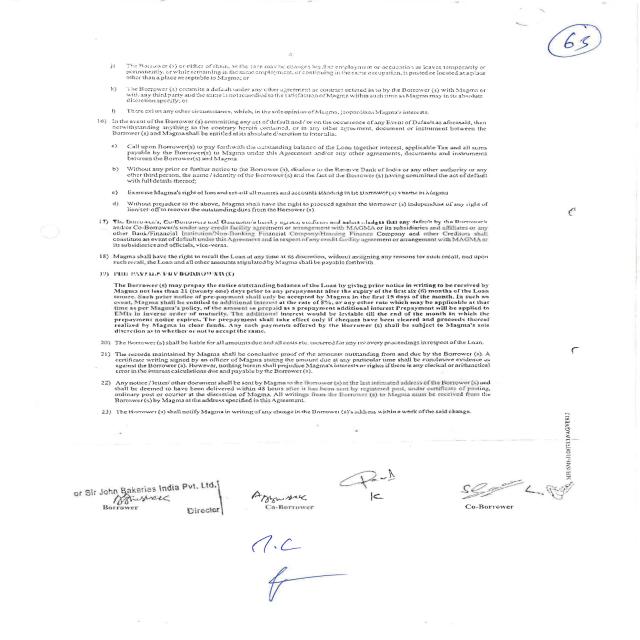 63
4
j) The Borrower (s) or either of them, as the case may be changes his/her employment or occupation or leaves temporarily or
permanently, or while remaining in the same employment, or continuing in the same occupation, is posted or located at a place
other than a place acceptable to Magma; or
k) The Borrower (s) commits a default under any other agreement or contract entered into by the Borrower (s) with Magma or
with any third party and the same is not remedied to the satisfaction of Magma within such time as Magma may in its absolute
discretion specify; or
l) There exist any other circumstance, which, in the sole opinion of Magma, jeopardizes Magma's interests.
16) In the event of the Borrower (s) committing any act of default and / or on the occurrence of any Event of Default as aforesaid, then
notwithstanding anything to the contrary herein contained, or in any other agreement, document or instrument between the
Borrower (s) and Magma shall be entitled at its absolute discretion to inter alia:
a) Call upon Borrower(s) to pay forthwith the outstanding balance of the Loan together interest, applicable Tax and all sums
payable by the Borrower(s) to Magma under this Agreement and/or any other agreements, documents and instruments
between the Borrower(s) and Magma
b) Without any prior notice to Borrower (s), disclose to the Reserve Bank of India or any other authority or any
other third person, the name / identity of the Borrower(s) and the fact of the Borrower (s) having committed the act of default
with full details thereof;
c) Exercise Magma's right of lien and set-off all monies and accounts standing in the Borrower(s)'s name in Magma
d) Without prejudice to the above, Magma shall have the right to proceed against the Borrower(s) independent of any right of
lien/set-off to recover the outstanding dues from the Borrower(s)
17) The Borrower's, Co-Borrowers and Guarantor's hereby agrees, confirms and acknowledges that any default by the Borrower's
and/or Co-Borrower's under any credit facility agreement or arrangement with MAGMA or its subsidiaries and affiliates or any
other Bank/Financial Institution/Non-Banking Financial Company/Housing Finance Company and other Creditors shall
constitute an event of default under this Agreement and in respect of any credit facility agreement or arrangement with MAGMA or
its subsidiaries and officials, vice-versa.
18) Magma shall have the right to recall the Loan at any time at its discretion, without assigning any reasons for such recall, and upon
such recall, the Loan and all other amounts stipulated by Magma shall be payable forthwith.
19)
The Borrower(s) may prepay the entire outstanding balance of the Loan by giving prior notice in writing to be received by
Magma not less than 21 (twenty one) days prior to any prepayment after the expiry of the first six (6) months of the Loan
tenure. Such prior notice of pre-payment shall only be accepted by Magma in the first 15 days of the month. In such an
event, Magma shall be entitled to additional interest at the rate of 8%, or any other rate which may be applicable at that
time as per Magma's policy, of the amount so prepaid as a prepayment additional interest Prepayment will be applied to
EMIs in inverse order of maturity. The additional interest would be leviable till the end of the month in which the
prepayment notice expires. The prepayment shall take effect only if cheques have been cleared and proceeds thereof
realized by Magma in clear funds. Any such payments offered by the Borrower (s) shall be subject to Magma's sole
discretion as to whether or not to accept the same.
20) The Borrower (s) shall be liable for all amounts due and all costs etc. incurred for any recovery proceedings in respect of the Loan.
21) The records maintained by Magma shall be conclusive proof of the amounts outstanding from and due by the Borrower (s). A
certificate writing signed by an officer of Magma stating the amount due at any particular time shall be conclusive evidence as
against the Borrower (s). However, nothing herein shall prejudice Magma's interests or rights if there is any clerical or arithmetical
error in the interest calculations due and payable by the Borrower (s).
22) Any notice / letter/ other document shall be sent by Magma to the Borrower (s) at the last intimated address of the Borrower (s) and
shall be deemed to have been delivered within 48 hours after it has been sent by registered post, under certificate of posting,
ordinary post or courier at the discretion of Magma. All writings from the Borrower (s) to Magma must be received from the
Borrower (s) by Magma at the address specified in this Agreement.
23) The Borrower (s) shall notify Magma in writing of any change in the Borrower (s)'s address within a week of the said change.
or Sir John Bakeries India Pvt. Ltd.
Borrower
Director
Co-Borrower
Co-Borrower